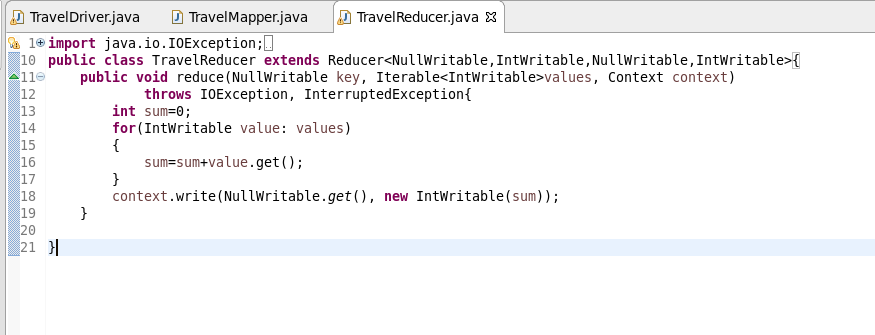 TravelDriver.java TravelMapper.java TravelReducer.java
1 import java.io.IOException;
10 public class TravelReducer extends Reducer<NullWritable,IntWritable,NullWritable,IntWritable>{
11     public void reduce(NullWritable key, Iterable<IntWritable>values, Context context)
12             throws IOException, InterruptedException{
13         int sum=0;
14         for(IntWritable value: values)
15         {
16             sum=sum+value.get();
17         }
18         context.write(NullWritable.get(), new IntWritable(sum));
19     }
20
21 }